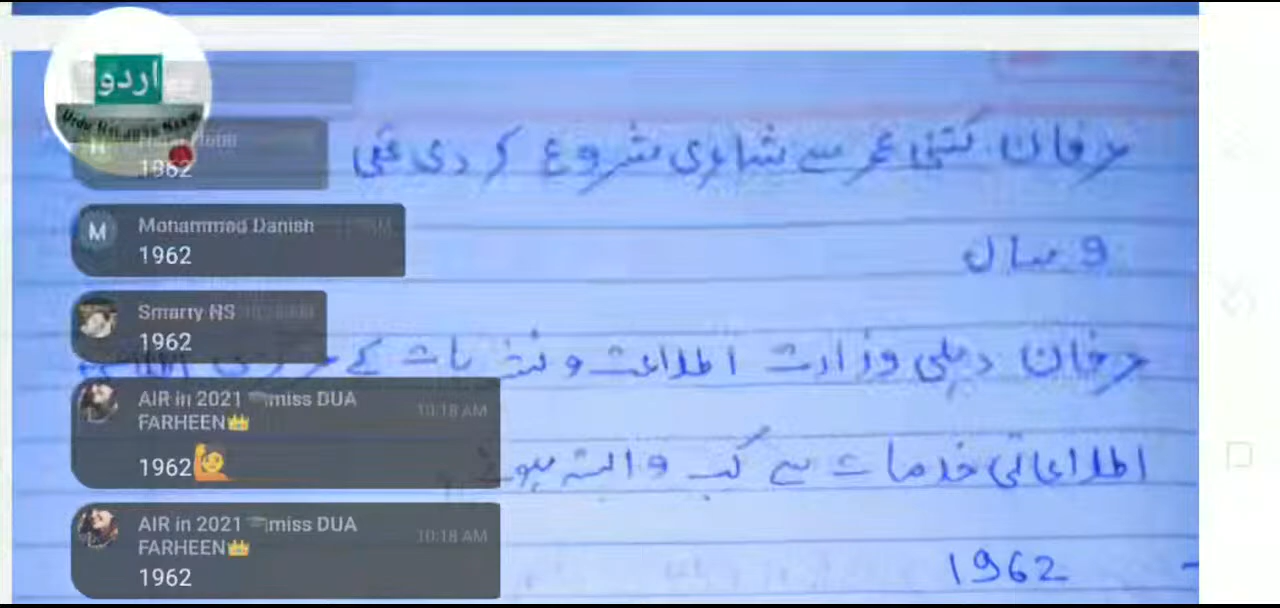 اردو
عرفان کتنی عمر سے شاعری شروع کر دی تھی
1962
Mohammed Danish
1962
9 سال
Smarty NS
1962
عرفان دہلی وزارت اطلاعات و نشریات کے مرکزی
AIR in 2021 miss DUA
FARHEEN👑 10:18 AM
1962🙋
اطلاعاتی خدمات سے کب وابستہ ہوئے
AIR in 2021 miss DUA
FARHEEN👑 10:18 AM
1962
1962